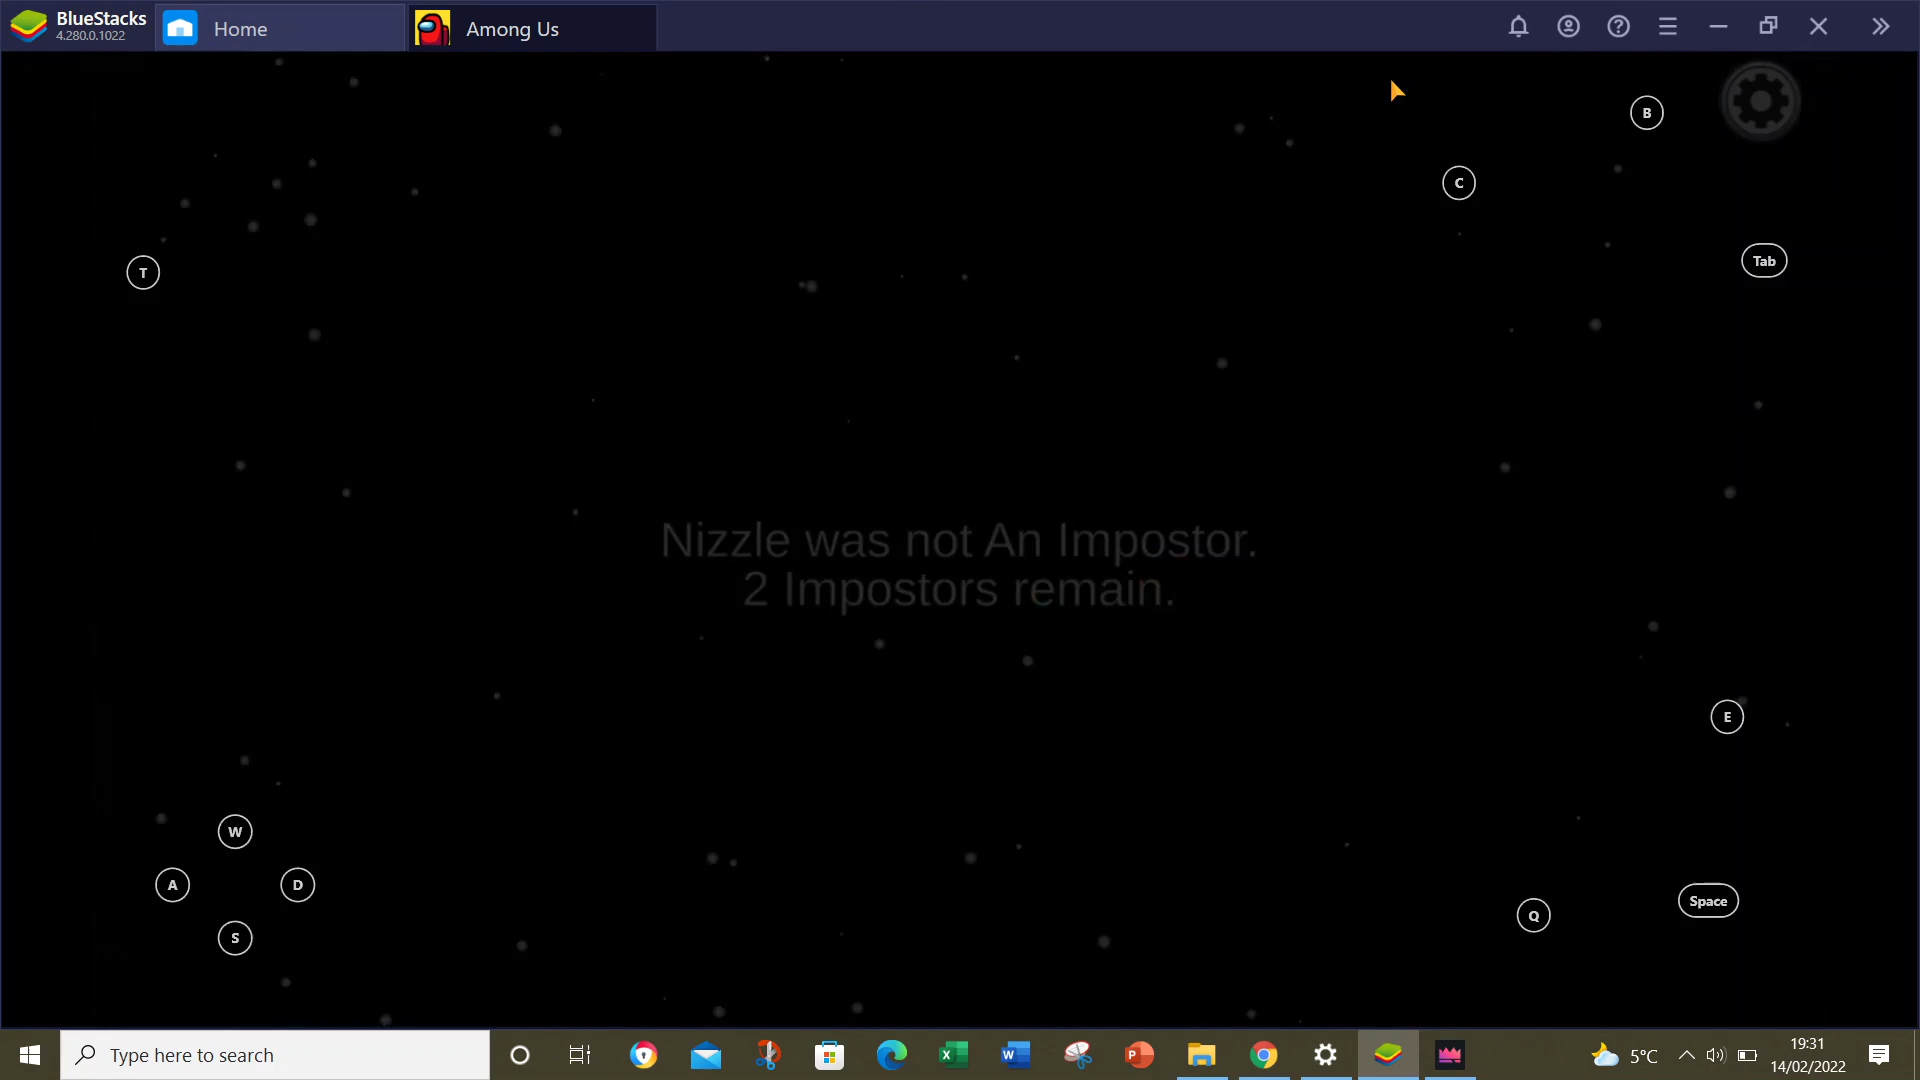 BlueStacks
4.280.0.1022
Home
Among Us
B
C
T
Tab
Nizzle was not An Impostor.
2 Impostors remain.
E
W
A
D
S
Q
Space
Type here to search
5°C
19:31
14/02/2022